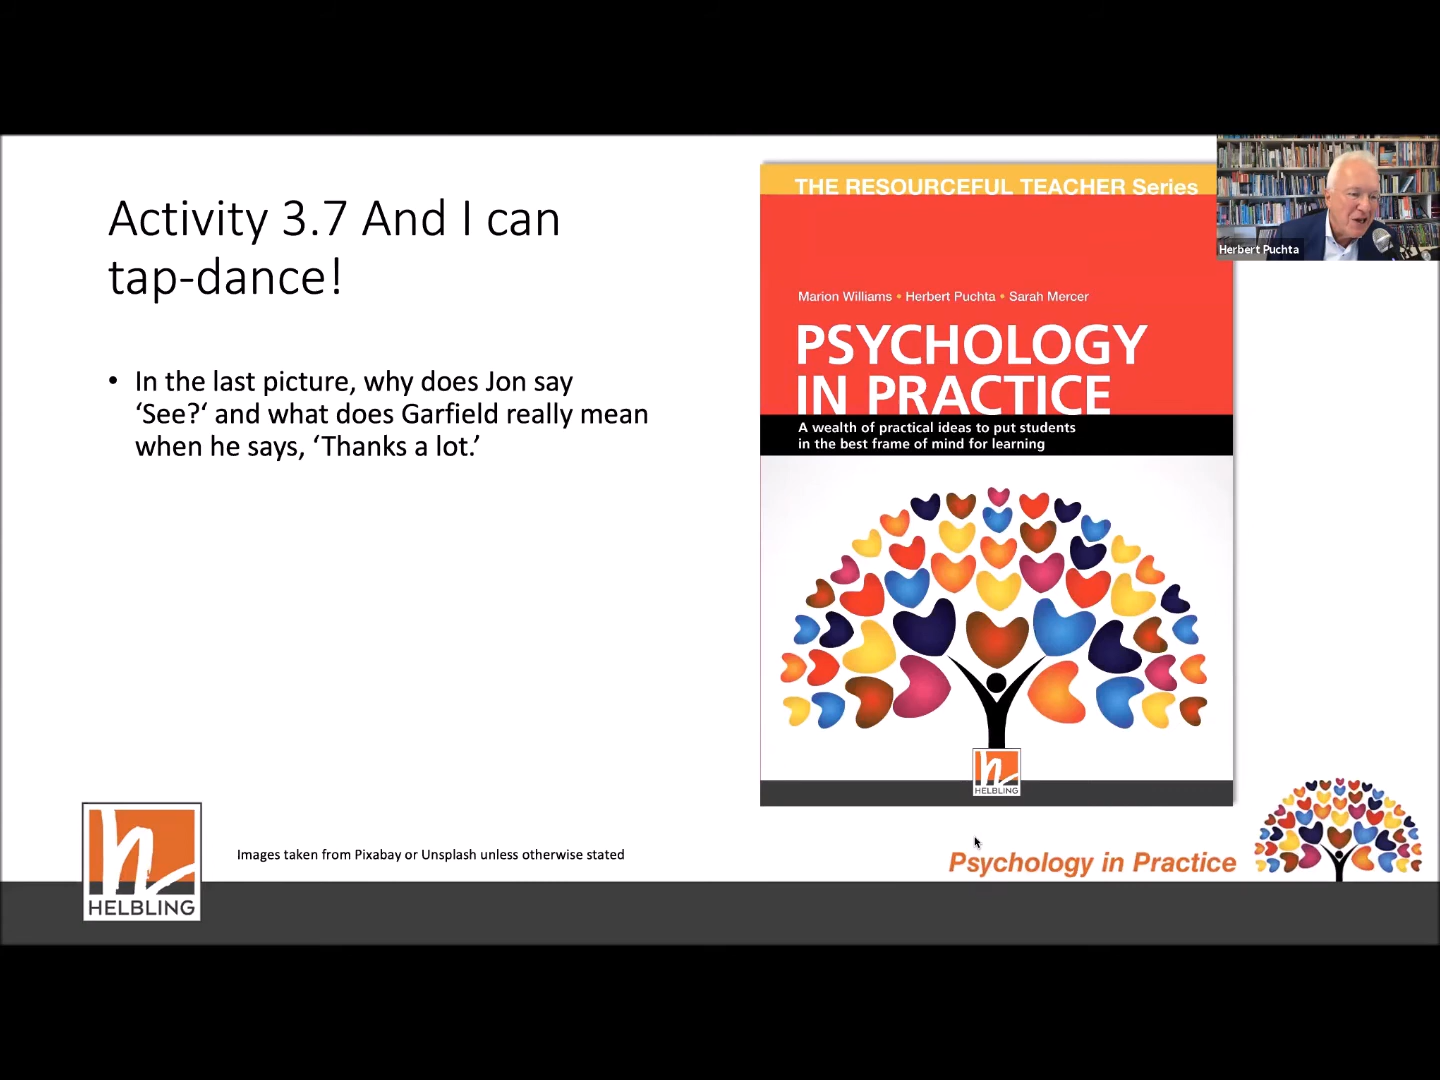 Activity 3.7 And I can
tap-dance!
• In the last picture, why does Jon say
‘See?‘ and what does Garfield really mean
when he says, ‘Thanks a lot.’
THE RESOURCEFUL TEACHER Series
Marion Williams • Herbert Puchta • Sarah Mercer
PSYCHOLOGY
IN PRACTICE
A wealth of practical ideas to put students
in the best frame of mind for learning
h
HELBLING
Herbert Puchta
h
HELBLING
Images taken from Pixabay or Unsplash unless otherwise stated
Psychology in Practice